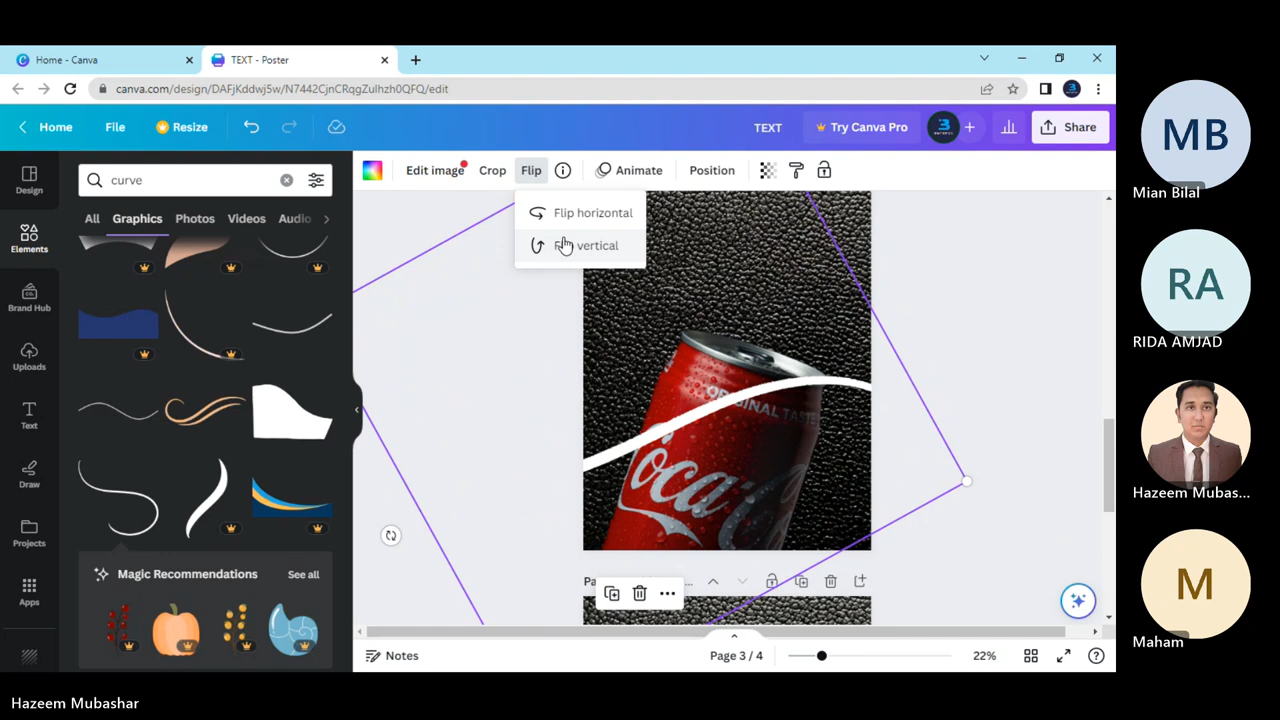 Home - Canva
TEXT - Poster
canva.com/design/DAFjKddwj5w/N7442CjnCRqgZulhzh0QFQ/edit
Home
File
Resize
TEXT
Try Canva Pro
Share
Design
Elements
Brand Hub
Uploads
Text
Draw
Projects
Apps
curve
All
Graphics
Photos
Videos
Audio
Magic Recommendations
See all
Edit image
Crop
Flip
Animate
Position
Flip horizontal
vertical
ORIGINAL TASTE
Notes
Page 3 / 4
22%
MB
Mian Bilal
RA
RIDA AMJAD
Hazeem Mubas...
M
Maham
Hazeem Mubashar